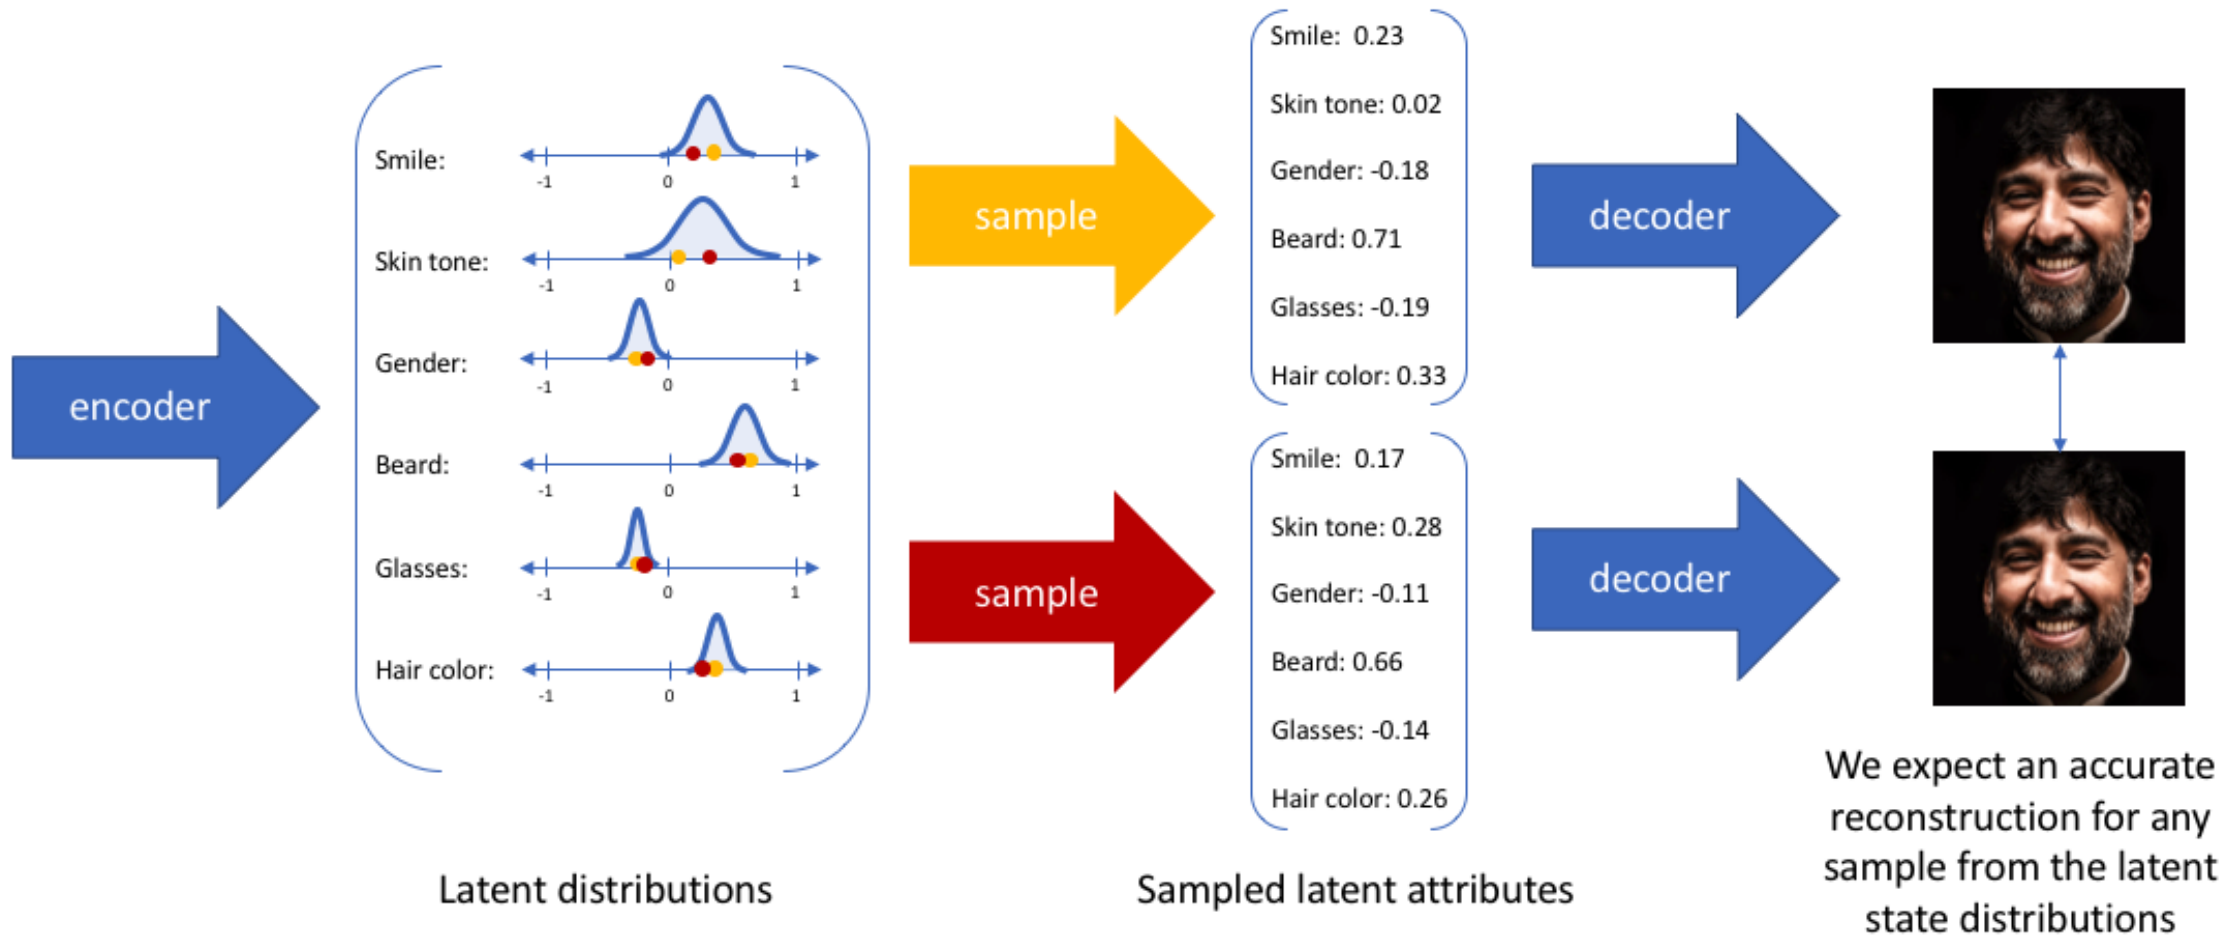 encoder
Smile:
-1 0 1
Skin tone:
-1 0 1
Gender:
-1 0 1
Beard:
-1 0 1
Glasses:
-1 0 1
Hair color:
-1 0 1
Latent distributions
sample
sample
Smile: 0.23
Skin tone: 0.02
Gender: -0.18
Beard: 0.71
Glasses: -0.19
Hair color: 0.33
Smile: 0.17
Skin tone: 0.28
Gender: -0.11
Beard: 0.66
Glasses: -0.14
Hair color: 0.26
Sampled latent attributes
decoder
decoder
We expect an accurate
reconstruction for any
sample from the latent
state distributions